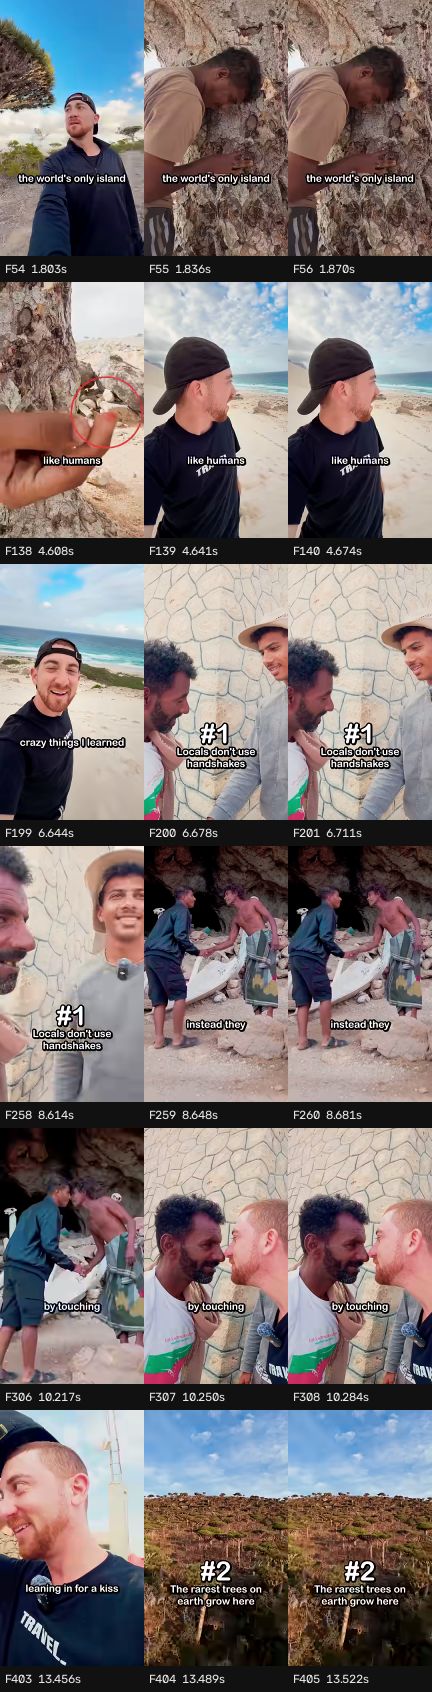 the world's only island
the world's only island
the world's only island
F54 1.803s
F55 1.836s
F56 1.870s
like humans
TRAVEL
like humans
TRAVEL
like humans
F138 4.608s
F139 4.641s
F140 4.674s
crazy things I learned
#1
Locals don't use
handshakes
#1
Locals don't use
handshakes
F199 6.644s
F200 6.678s
F201 6.711s
#1
Locals don't use
handshakes
instead they
instead they
F258 8.614s
F259 8.648s
F260 8.681s
by touching
by touching
by touching
F306 10.217s
F307 10.250s
F308 10.284s
leaning in for a kiss
TRAVEL
#2
The rarest trees on
earth grow here
#2
The rarest trees on
earth grow here
F403 13.456s
F404 13.489s
F405 13.522s